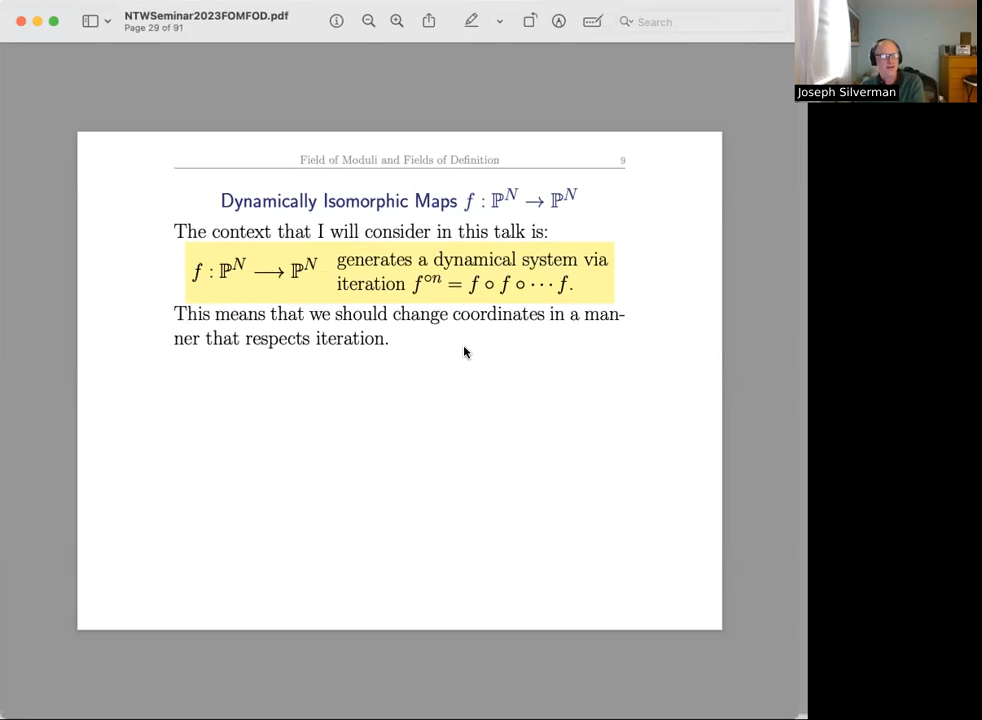 NTWSeminar2023FOMFOD.pdf
Page 29 of 91
Search
Joseph Silverman
Field of Moduli and Fields of Definition 9
Dynamically Isomorphic Maps f : ℙ^N → ℙ^N
The context that I will consider in this talk is:
f : ℙ^N ⟶ ℙ^N generates a dynamical system via
iteration f^{∘n} = f ∘ f ∘ ··· f.
This means that we should change coordinates in a man-
ner that respects iteration.